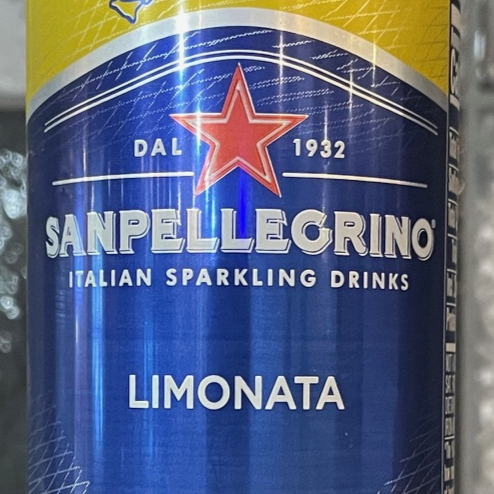 DAL 1932
SANPELLEGRINO®
ITALIAN SPARKLING DRINKS
LIMONATA